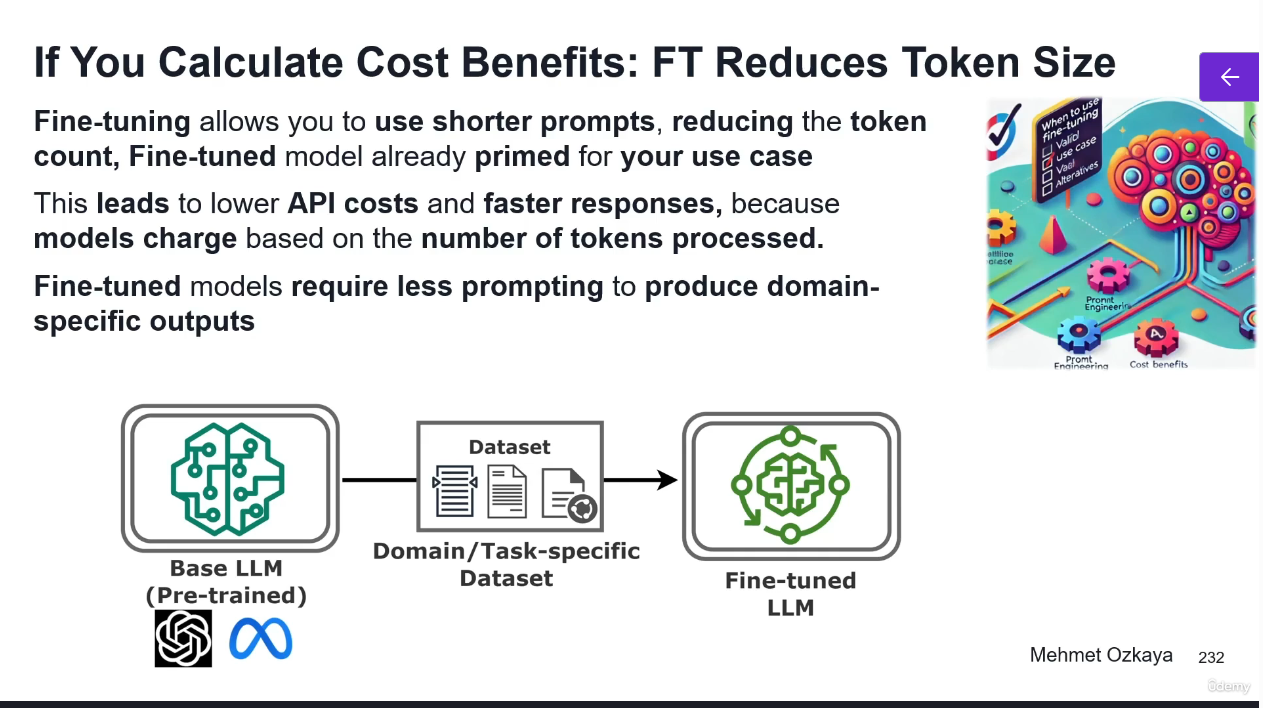 If You Calculate Cost Benefits: FT Reduces Token Size
Fine-tuning allows you to use shorter prompts, reducing the token
count, Fine-tuned model already primed for your use case
This leads to lower API costs and faster responses, because
models charge based on the number of tokens processed.
Fine-tuned models require less prompting to produce domain-
specific outputs
When to use
fine-tuning
Valid
use case
Vaal
Alternatives
Promnt
Engineerin
Promt
Engineering
Cost benefits
Dataset
Domain/Task-specific
Dataset
Base LLM
(Pre-trained)
Fine-tuned
LLM
Mehmet Ozkaya
232
ûdemy